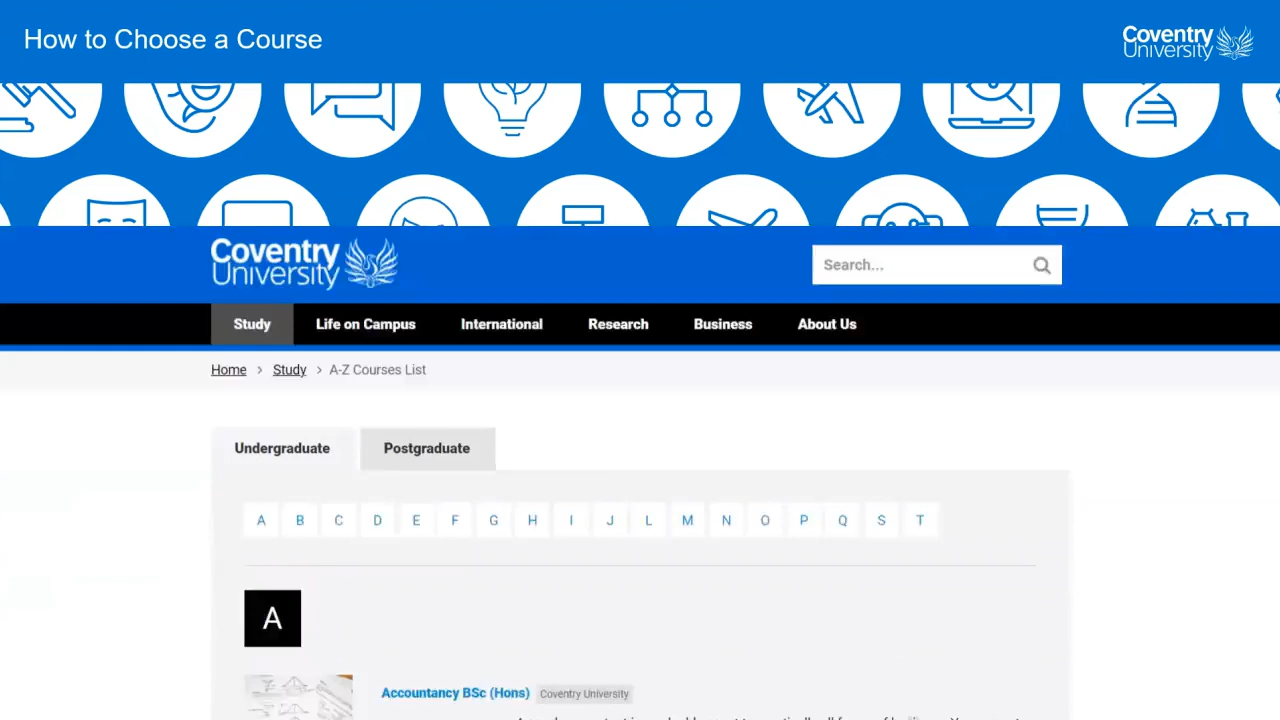 How to Choose a Course
Coventry
University
Coventry
University
Search...
Study Life on Campus International Research Business About Us
Home > Study > A-Z Courses List
Undergraduate Postgraduate
A B C D E F G H I J L M N O P Q S T
A
Accountancy BSc (Hons) Coventry University